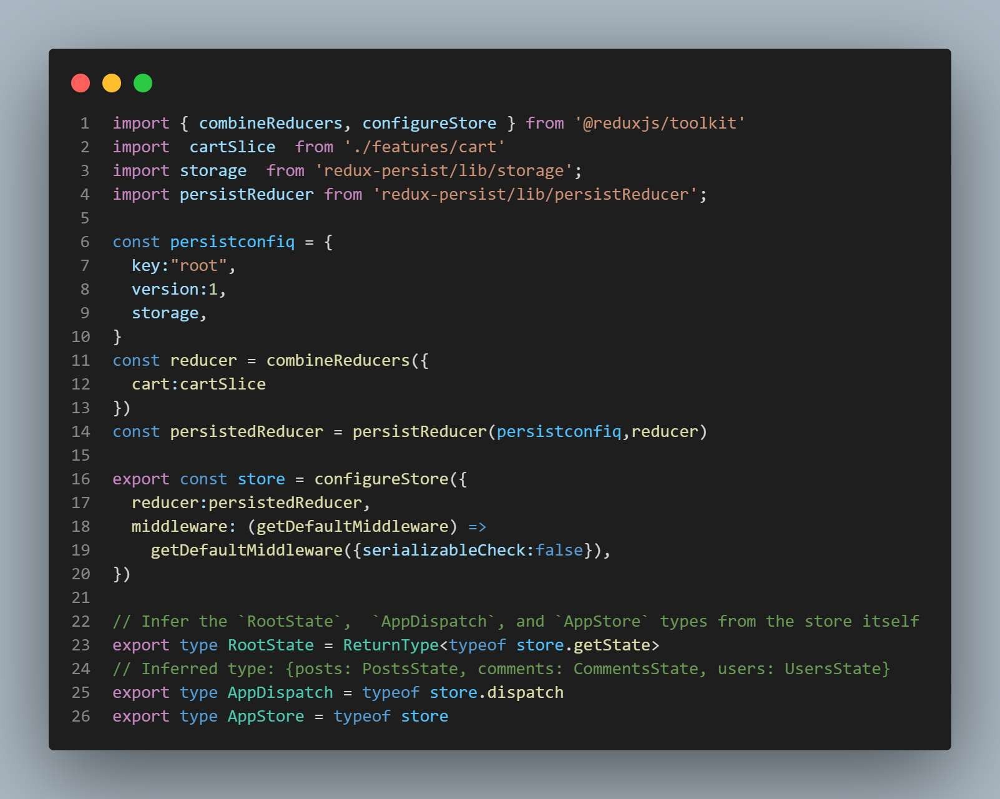 1 import { combineReducers, configureStore } from '@reduxjs/toolkit'
2 import  cartSlice  from './features/cart'
3 import storage  from 'redux-persist/lib/storage';
4 import persistReducer from 'redux-persist/lib/persistReducer';
5
6 const persistconfiq = {
7   key:"root",
8   version:1,
9   storage,
10 }
11 const reducer = combineReducers({
12   cart:cartSlice
13 })
14 const persistedReducer = persistReducer(persistconfiq,reducer)
15
16 export const store = configureStore({
17   reducer:persistedReducer,
18   middleware: (getDefaultMiddleware) =>
19     getDefaultMiddleware({serializableCheck:false}),
20 })
21
22 // Infer the `RootState`,  `AppDispatch`, and `AppStore` types from the store itself
23 export type RootState = ReturnType<typeof store.getState>
24 // Inferred type: {posts: PostsState, comments: CommentsState, users: UsersState}
25 export type AppDispatch = typeof store.dispatch
26 export type AppStore = typeof store